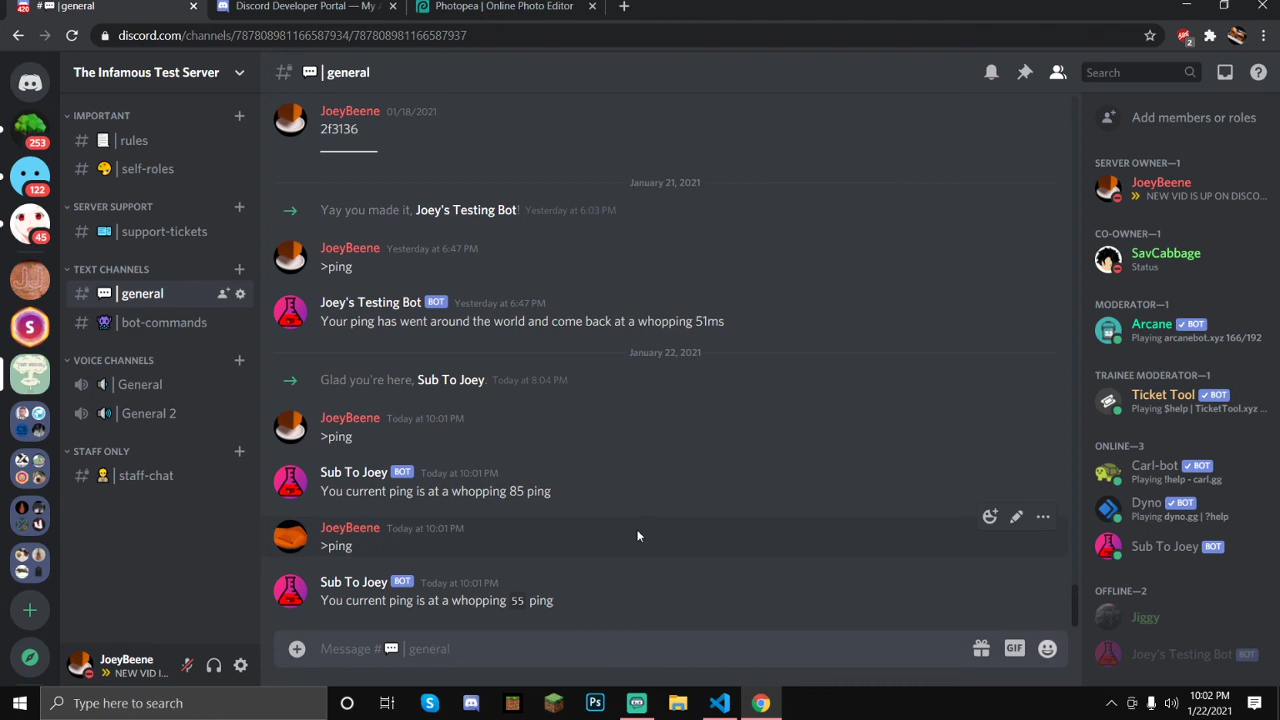 420 #| general
Discord Developer Portal — My A
Photopea | Online Photo Editor
discord.com/channels/787808981166587934/787808981166587937
2
The Infamous Test Server
253
122
45
IMPORTANT
| rules
| self-roles
SERVER SUPPORT
| support-tickets
TEXT CHANNELS
| general
| bot-commands
VOICE CHANNELS
| General
| General 2
STAFF ONLY
| staff-chat
JoeyBeene
NEW VID I...
| general
Search
JoeyBeene 01/18/2021
2f3136
January 21, 2021
Yay you made it, Joey's Testing Bot! Yesterday at 6:03 PM
JoeyBeene Yesterday at 6:47 PM
>ping
Joey's Testing Bot BOT Yesterday at 6:47 PM
Your ping has went around the world and come back at a whopping 51ms
January 22, 2021
Glad you're here, Sub To Joey. Today at 8:04 PM
JoeyBeene Today at 10:01 PM
>ping
Sub To Joey BOT Today at 10:01 PM
You current ping is at a whopping 85 ping
JoeyBeene Today at 10:01 PM
>ping
Sub To Joey BOT Today at 10:01 PM
You current ping is at a whopping 55 ping
Message # | general
GIF
Add members or roles
SERVER OWNER—1
JoeyBeene
NEW VID IS UP ON DISCO...
CO-OWNER—1
SavCabbage
Status
MODERATOR—1
Arcane BOT
Playing arcanebot.xyz 166/192
TRAINEE MODERATOR—1
Ticket Tool BOT
Playing $help | TicketTool.xyz ...
ONLINE—3
Carl-bot BOT
Playing !help - carl.gg
Dyno BOT
Playing dyno.gg | ?help
Sub To Joey BOT
OFFLINE—2
Jiggy
Joey's Testing Bot BOT
Type here to search
Ps
10:02 PM
1/22/2021